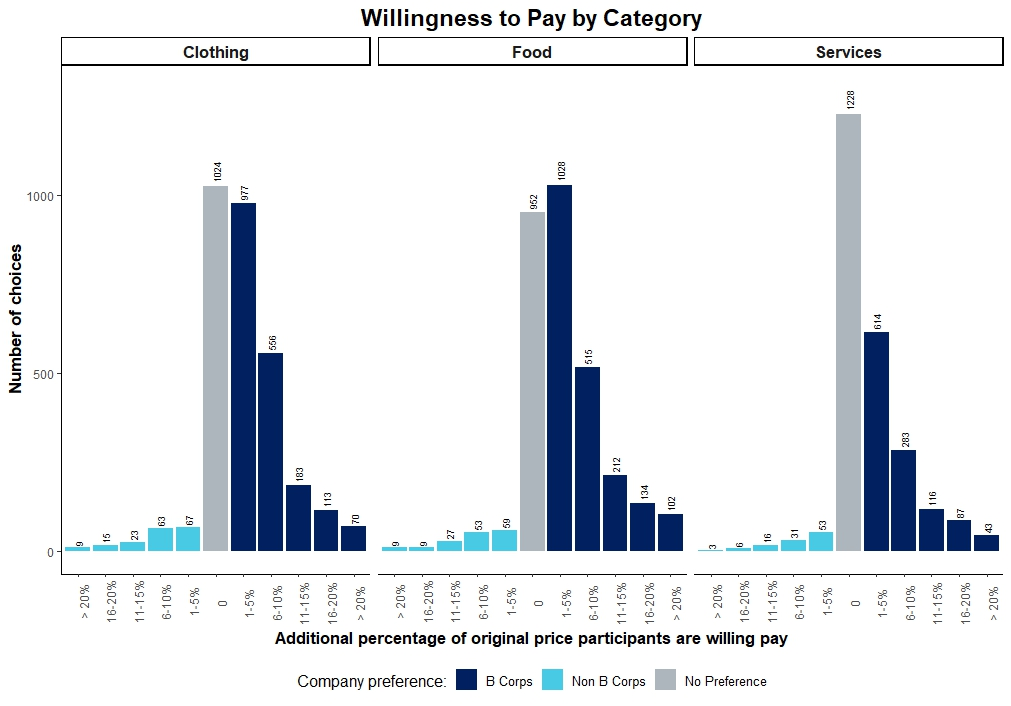 Willingness to Pay by Category
Clothing Food Services
Number of choices
1000
500
0
9 15 23 63 67 1024 977 556 183 113 70
9 9 27 53 59 952 1028 515 212 134 102
3 6 16 31 53 1228 614 283 116 87 43
> 20% 16-20% 11-15% 6-10% 1-5% 0 1-5% 6-10% 11-15% 16-20% > 20%
> 20% 16-20% 11-15% 6-10% 1-5% 0 1-5% 6-10% 11-15% 16-20% > 20%
> 20% 16-20% 11-15% 6-10% 1-5% 0 1-5% 6-10% 11-15% 16-20% > 20%
Additional percentage of original price participants are willing pay
Company preference: B Corps Non B Corps No Preference